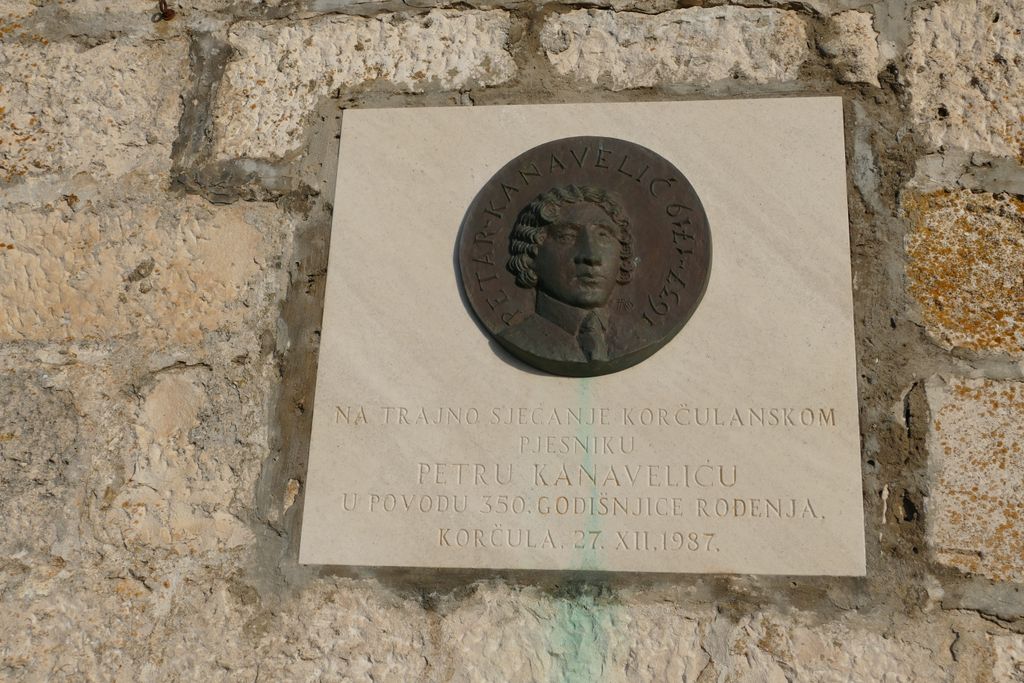 PETAR·KANAVELIĆ 1637-1719
NA TRAJNO SJEĆANJE KORČULANSKOM
PJESNIKU
PETRU KANAVELIĆU
U POVODU 350. GODIŠNJICE ROĐENJA.
KORČULA, 27. XII. 1987.